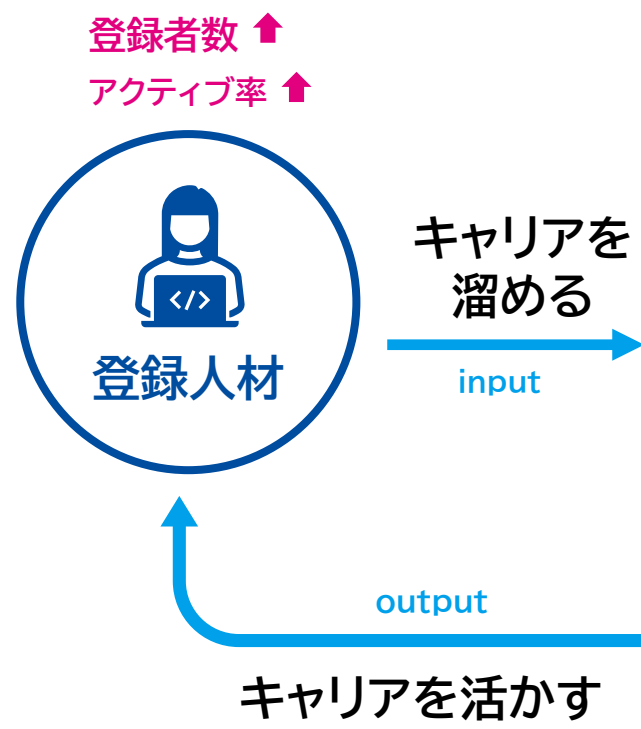 登録者数
アクティブ率
</>
登録人材
キャリアを
溜める
input
output
キャリアを活かす